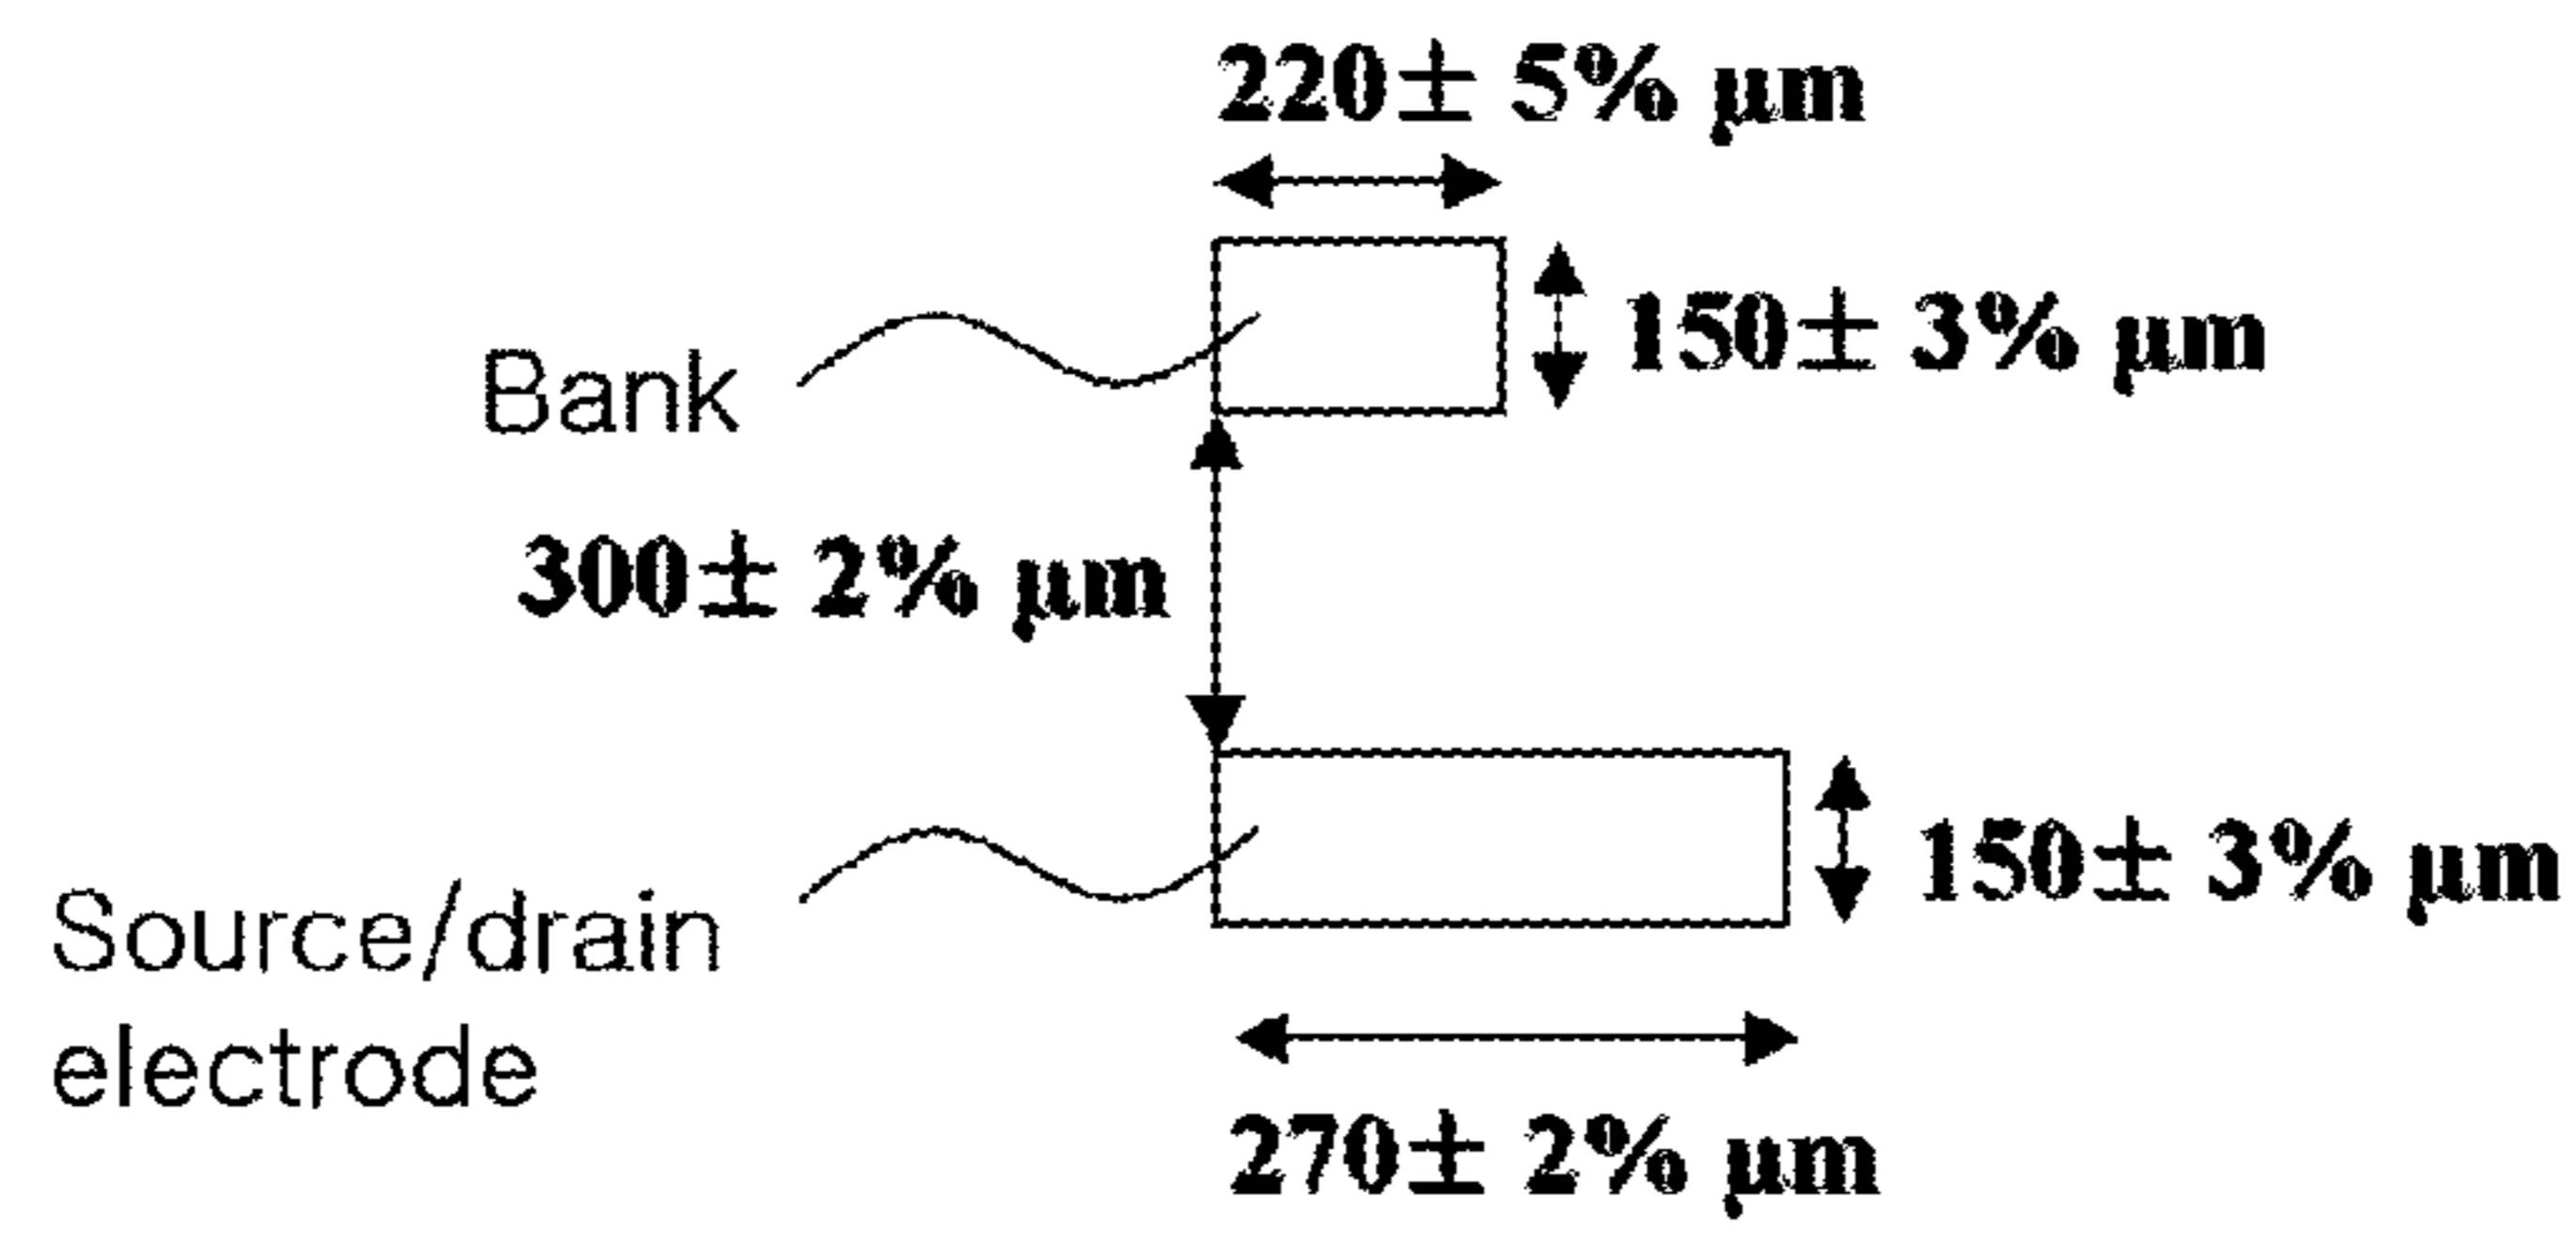 220± 5% μm
150± 3% μm
Bank
300± 2% μm
150± 3% μm
Source/drain
electrode
270± 2% μm